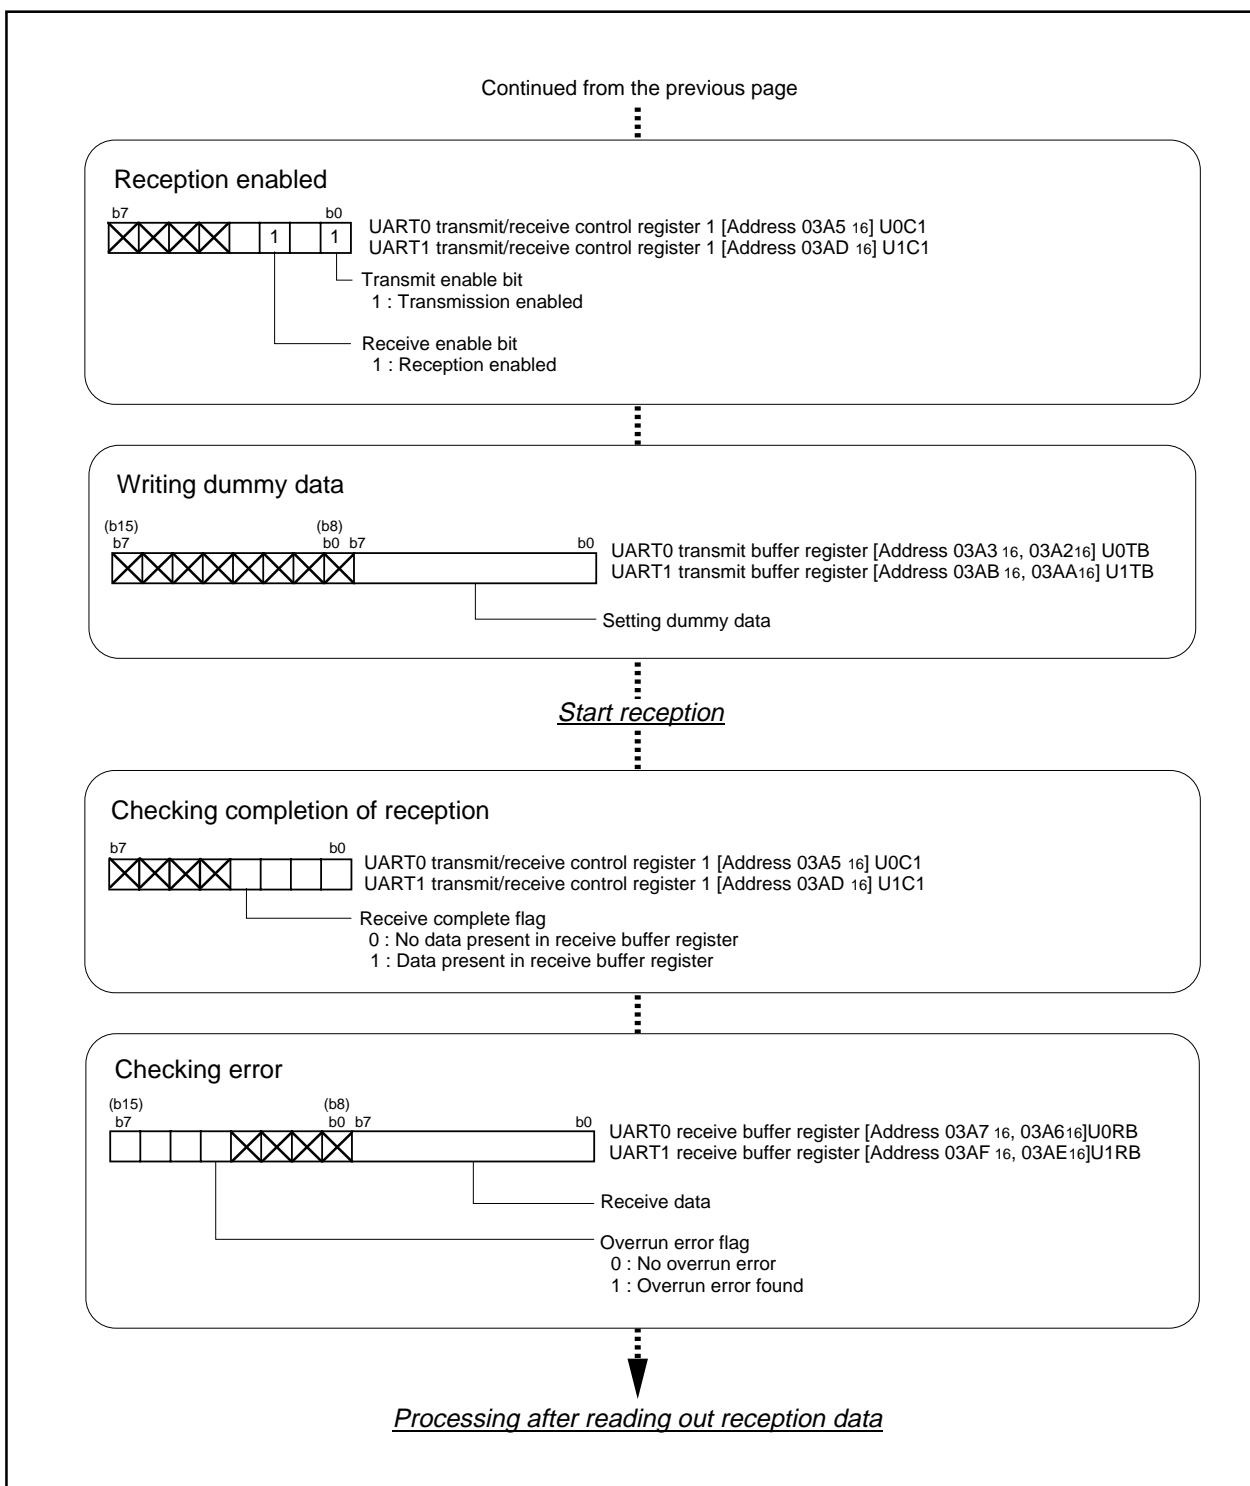 Continued from the previous page
Reception enabled
b7 b0
1 1
UART0 transmit/receive control register 1 [Address 03A5 16] U0C1
UART1 transmit/receive control register 1 [Address 03AD 16] U1C1
Transmit enable bit
1 : Transmission enabled
Receive enable bit
1 : Reception enabled
Writing dummy data
(b15) (b8)
b7 b0 b7 b0
UART0 transmit buffer register [Address 03A3 16, 03A216] U0TB
UART1 transmit buffer register [Address 03AB 16, 03AA16] U1TB
Setting dummy data
Start reception
Checking completion of reception
b7 b0
UART0 transmit/receive control register 1 [Address 03A5 16] U0C1
UART1 transmit/receive control register 1 [Address 03AD 16] U1C1
Receive complete flag
0 : No data present in receive buffer register
1 : Data present in receive buffer register
Checking error
(b15) (b8)
b7 b0 b7 b0
UART0 receive buffer register [Address 03A7 16, 03A616]U0RB
UART1 receive buffer register [Address 03AF 16, 03AE16]U1RB
Receive data
Overrun error flag
0 : No overrun error
1 : Overrun error found
Processing after reading out reception data